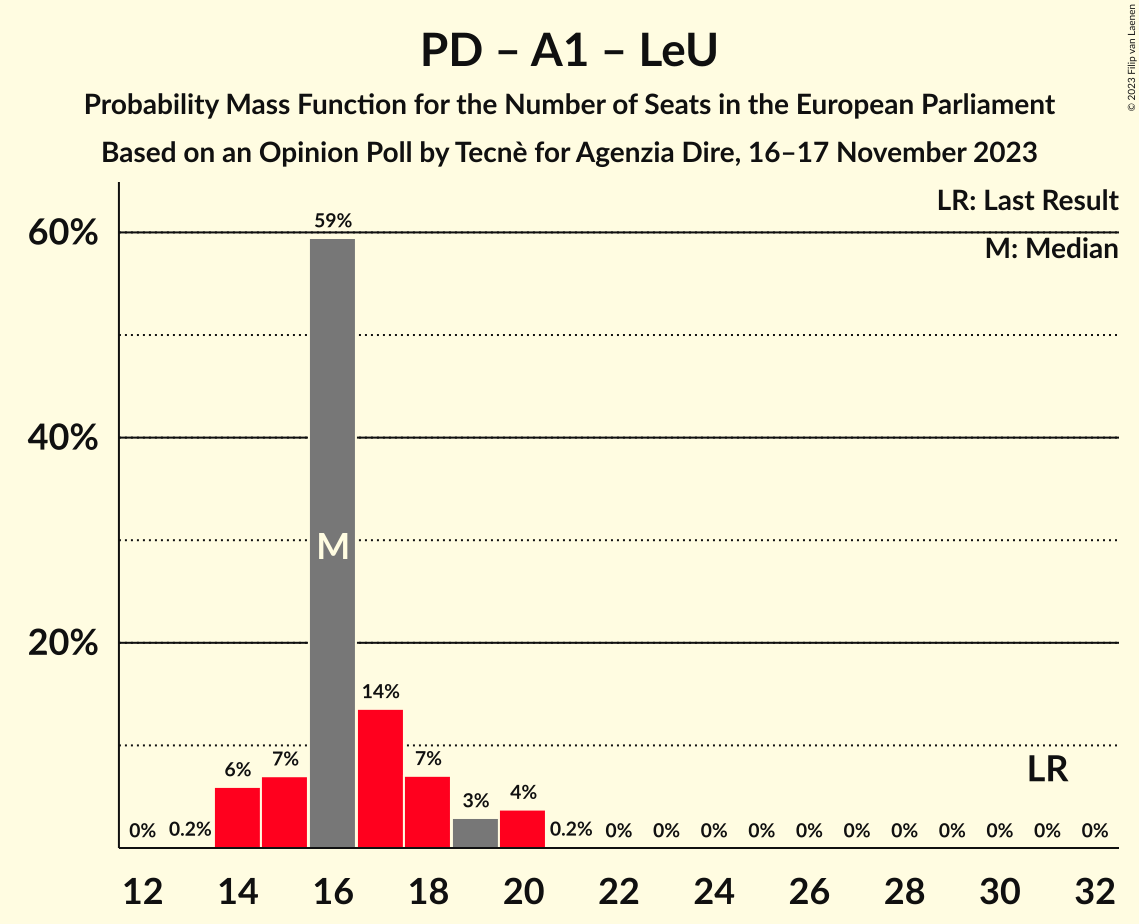 PD – A1 – LeU
Probability Mass Function for the Number of Seats in the European Parliament
Based on an Opinion Poll by Tecnè for Agenzia Dire, 16–17 November 2023
© 2023 Filip van Laenen
LR: Last Result
M: Median
60%
40%
20%
59%
M
14%
7%
7%
6%
3%
4%
0%
0.2%
0.2%
0%
0%
0%
0%
0%
0%
0%
0%
0%
0%
0%
LR
12 14 16 18 20 22 24 26 28 30 32